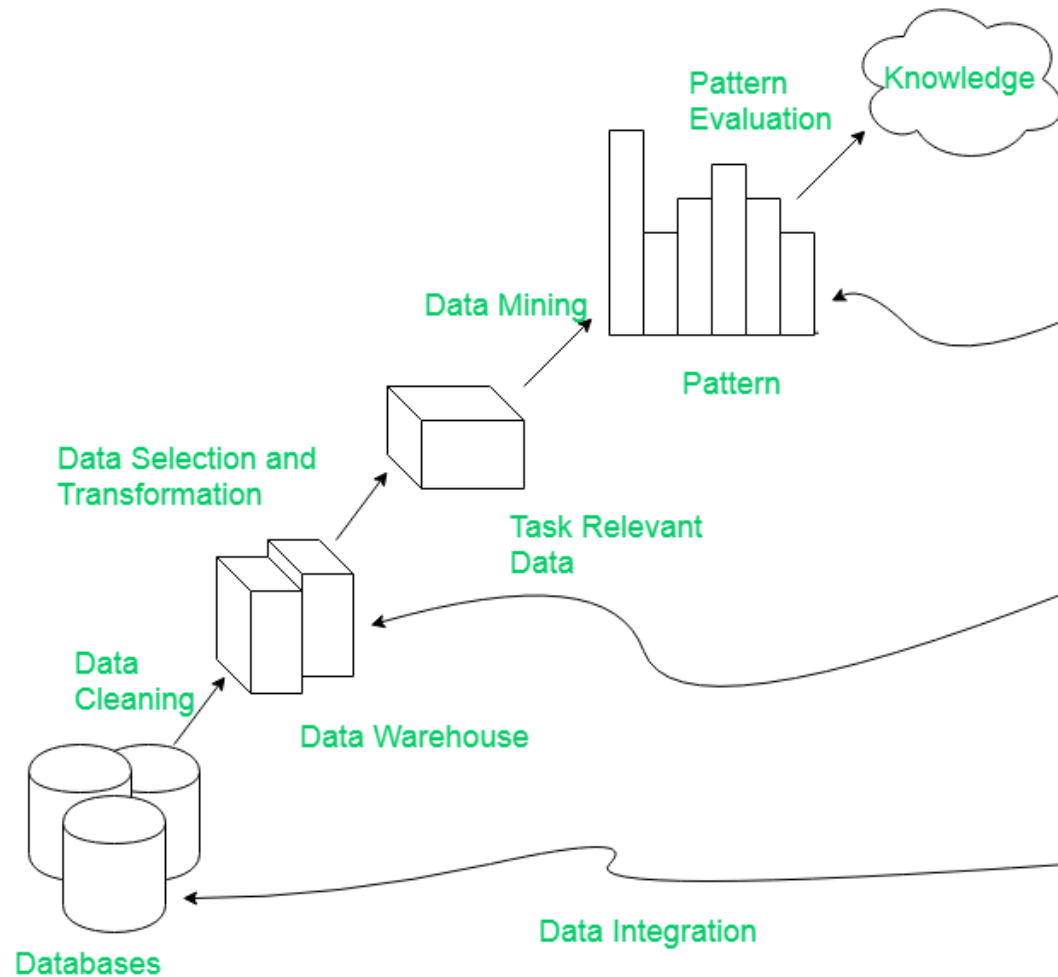 Knowledge
Pattern
Evaluation
Data Mining
Pattern
Data Selection and
Transformation
Task Relevant
Data
Data
Cleaning
Data Warehouse
Data Integration
Databases